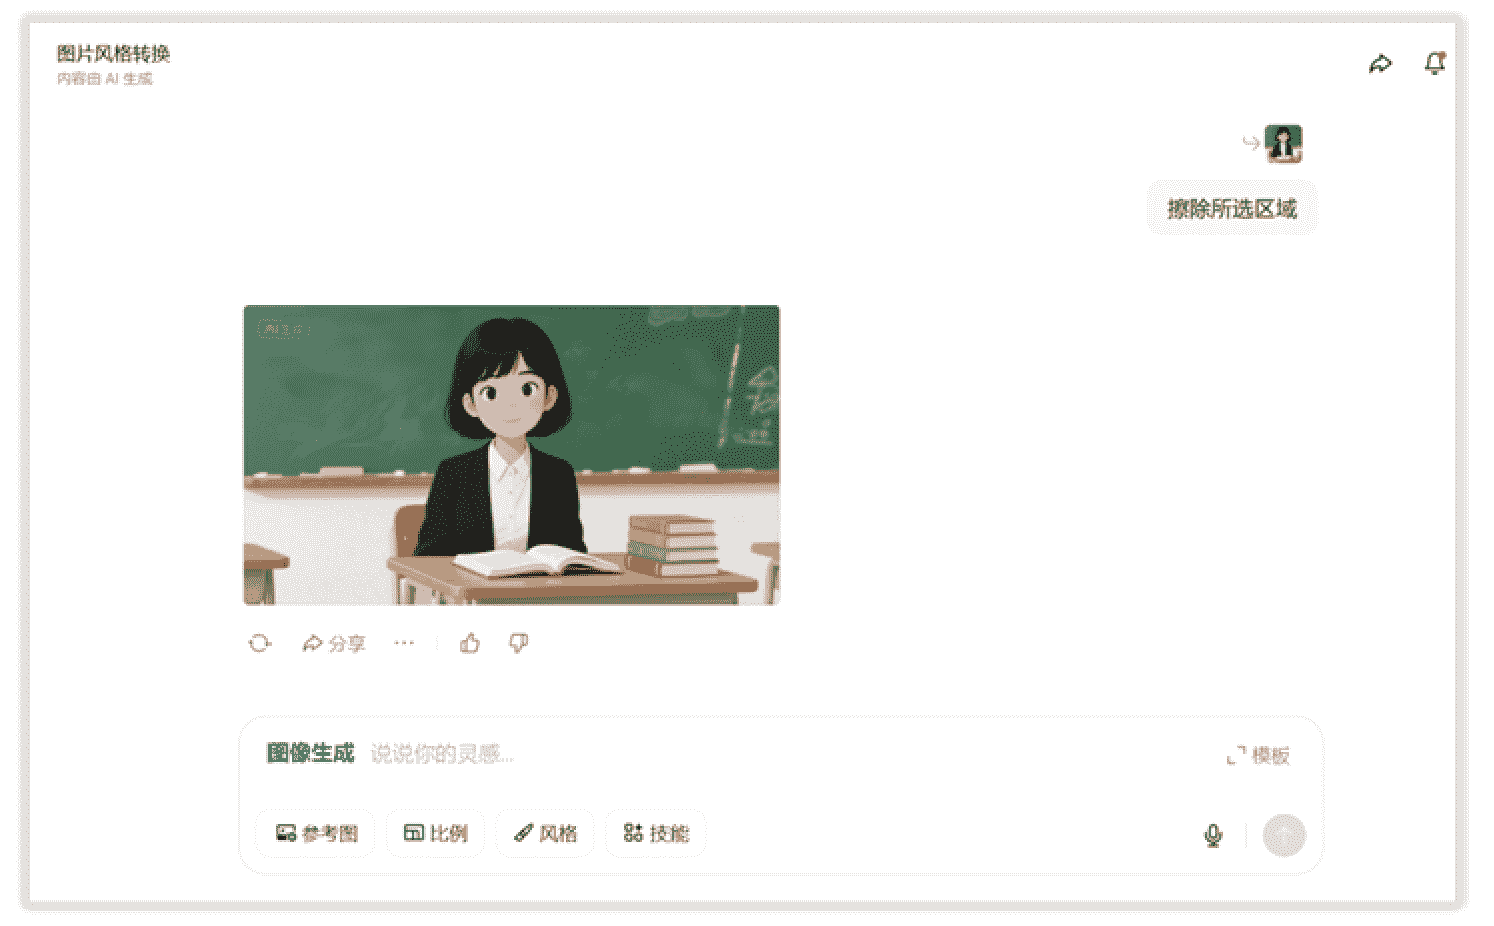 图片风格转换
内容由 AI 生成
擦除所选区域
分享
图像生成 说说你的灵感...
模板
参考图 比例 风格 技能